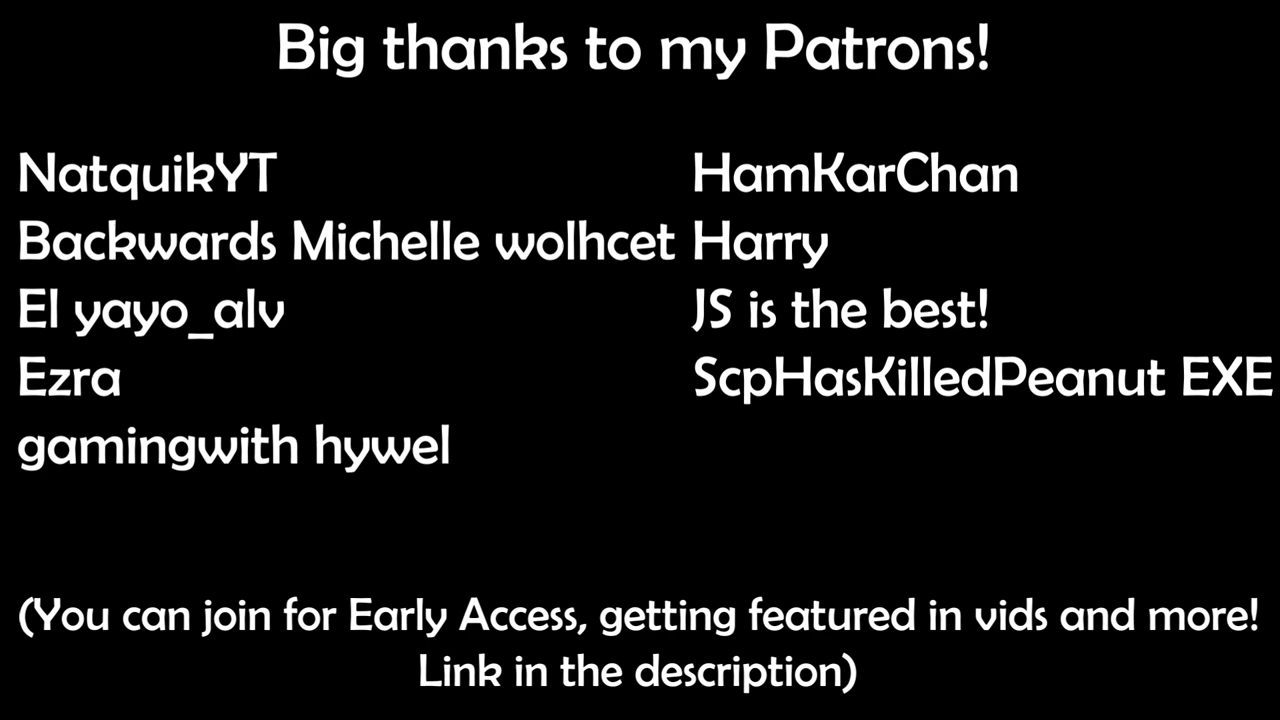 Big thanks to my Patrons!
NatquikYT
Backwards Michelle wolhcet
El yayo_alv
Ezra
gamingwith hywel
HamKarChan
Harry
JS is the best!
ScpHasKilledPeanut EXE
(You can join for Early Access, getting featured in vids and more!
Link in the description)